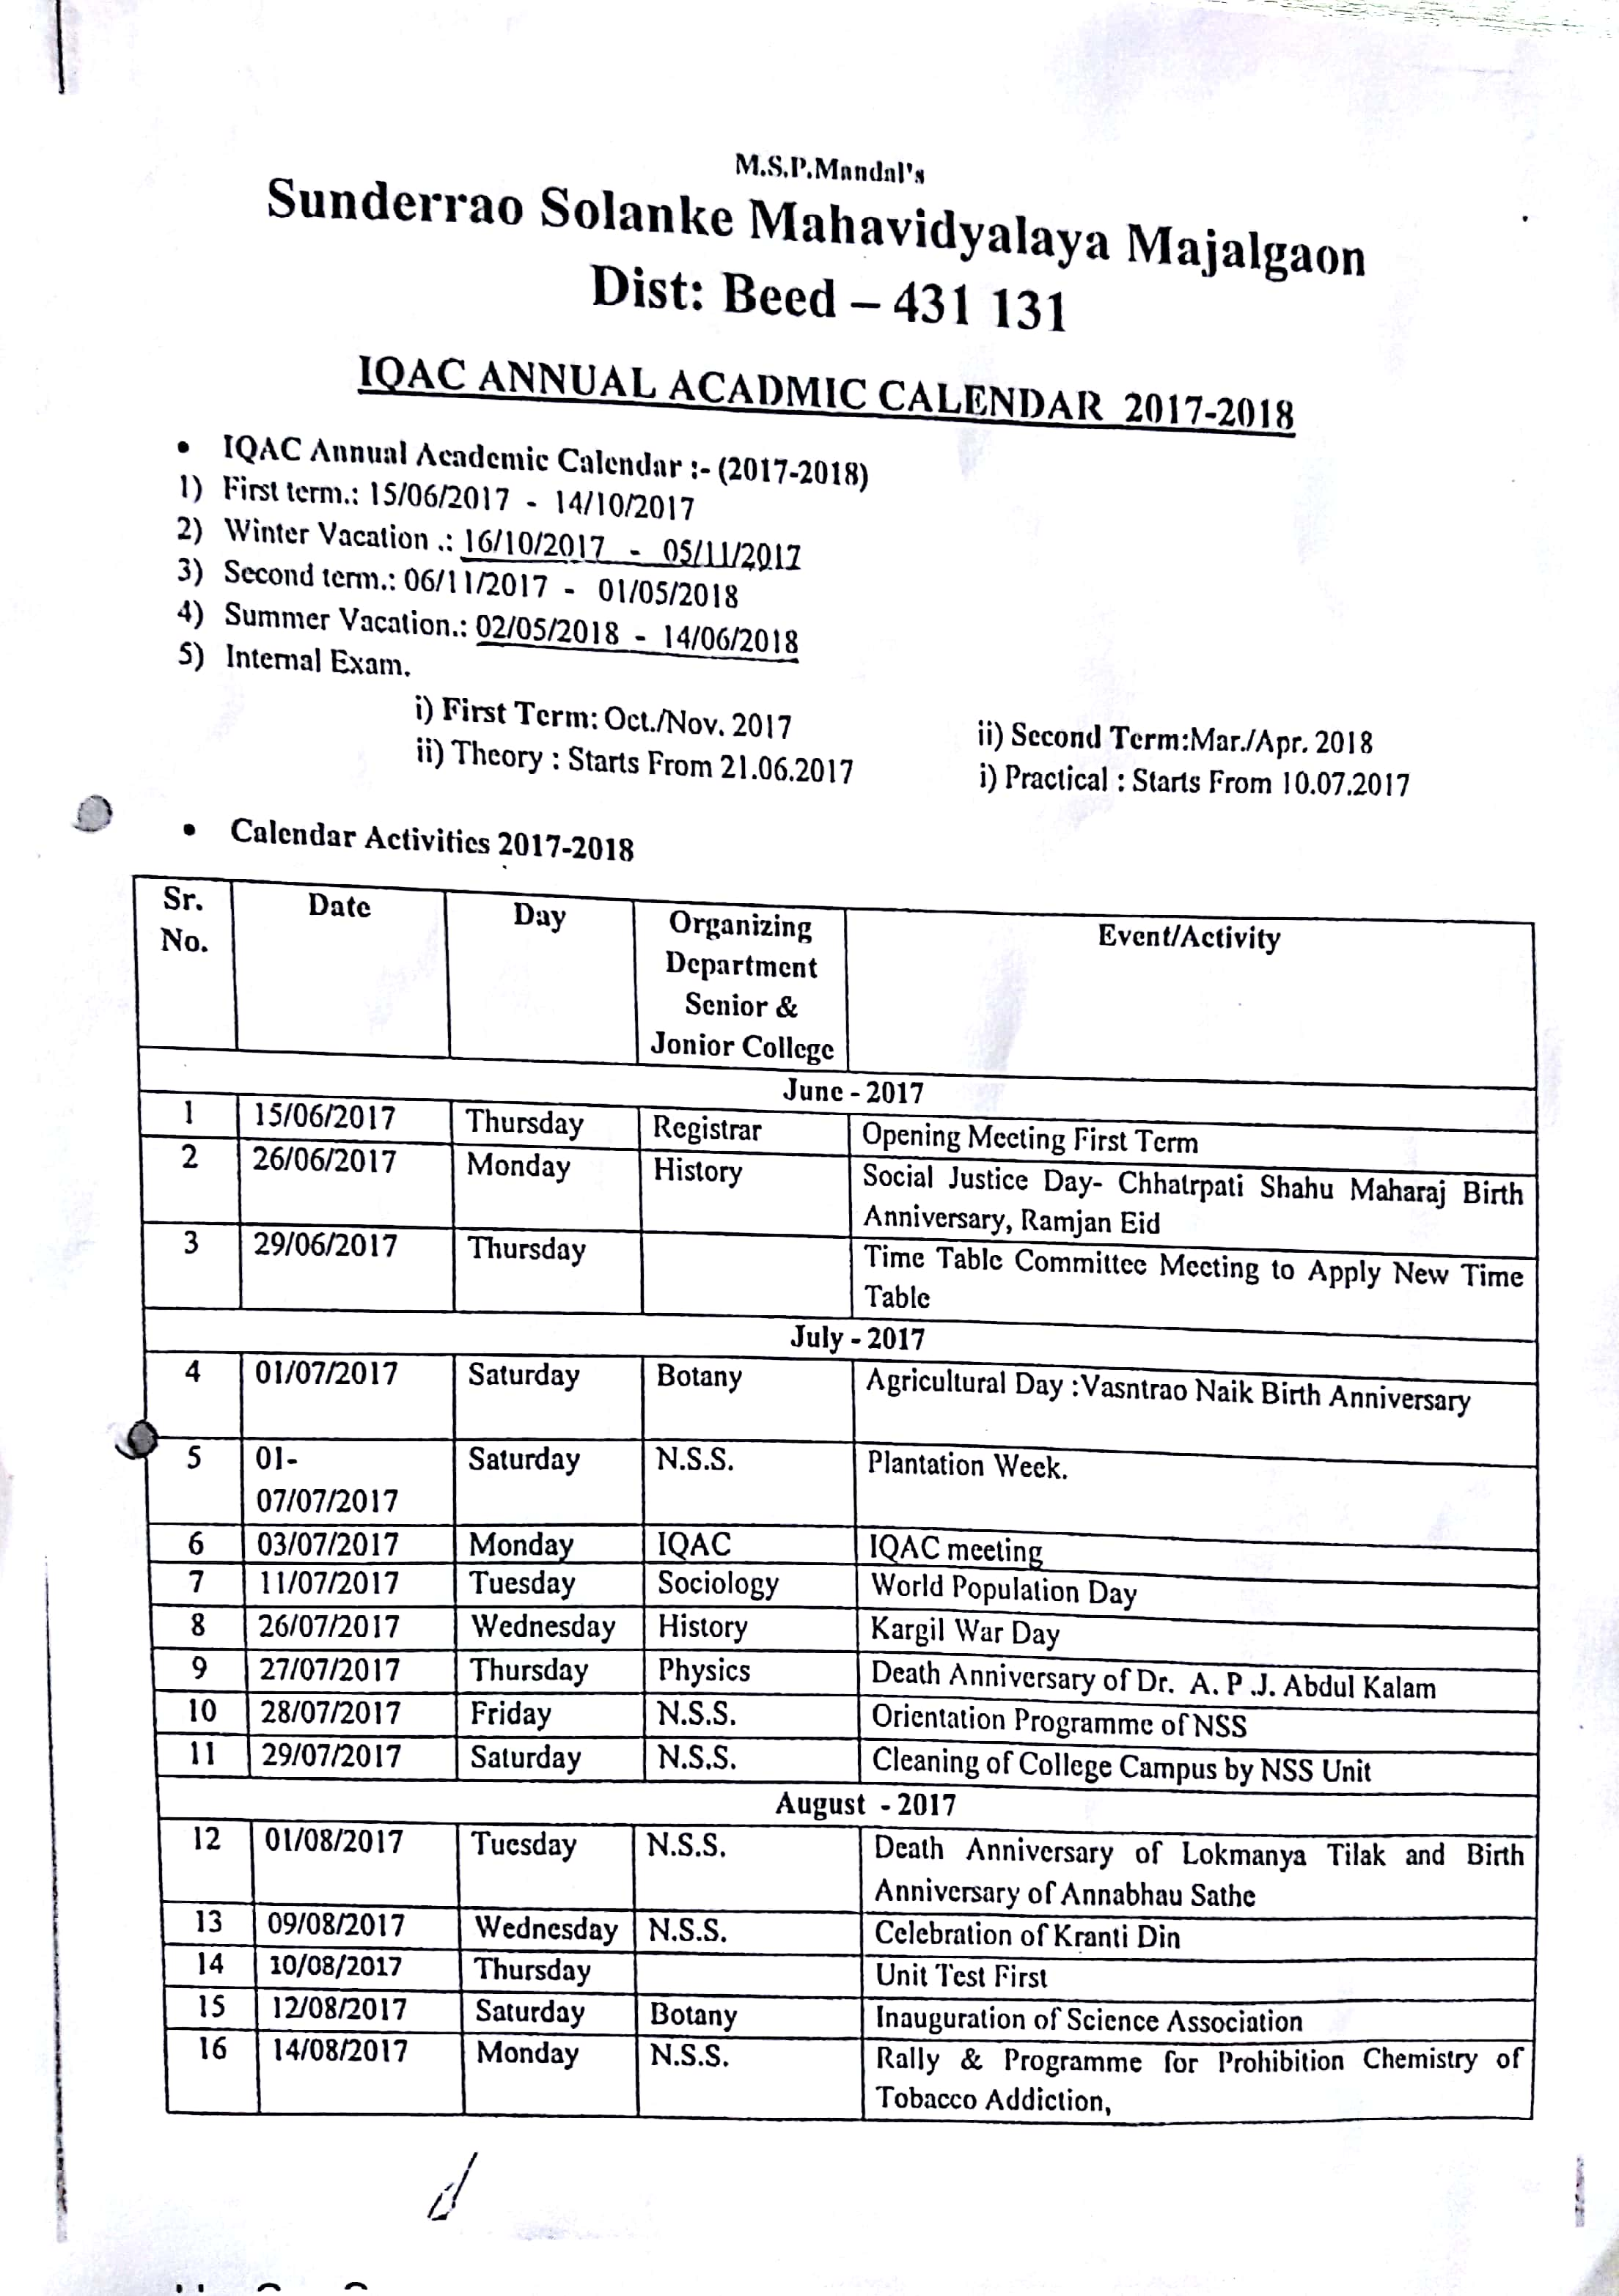 M.S.P.Mandal's
Sunderrao Solanke Mahavidyalaya Majalgaon
Dist: Beed – 431 131
IQAC ANNUAL ACADMIC CALENDAR 2017-2018
• IQAC Annual Academic Calendar :- (2017-2018)
1) First term.: 15/06/2017 - 14/10/2017
2) Winter Vacation .: 16/10/2017 - 05/11/2017
3) Second term.: 06/11/2017 - 01/05/2018
4) Summer Vacation.: 02/05/2018 - 14/06/2018
5) Internal Exam.
i) First Term: Oct./Nov. 2017 ii) Second Term:Mar./Apr. 2018
ii) Theory : Starts From 21.06.2017 i) Practical : Starts From 10.07.2017
• Calendar Activities 2017-2018
Sr. Date Day Organizing Event/Activity
No. Department
Senior &
Jonior College
June - 2017
1 15/06/2017 Thursday Registrar Opening Meeting First Term
2 26/06/2017 Monday History Social Justice Day- Chhatrpati Shahu Maharaj Birth
Anniversary, Ramjan Eid
3 29/06/2017 Thursday Time Table Committee Meeting to Apply New Time
Table
July - 2017
4 01/07/2017 Saturday Botany Agricultural Day :Vasntrao Naik Birth Anniversary
5 01- Saturday N.S.S. Plantation Week.
07/07/2017
6 03/07/2017 Monday IQAC IQAC meeting
7 11/07/2017 Tuesday Sociology World Population Day
8 26/07/2017 Wednesday History Kargil War Day
9 27/07/2017 Thursday Physics Death Anniversary of Dr. A. P .J. Abdul Kalam
10 28/07/2017 Friday N.S.S. Orientation Programme of NSS
11 29/07/2017 Saturday N.S.S. Cleaning of College Campus by NSS Unit
August - 2017
12 01/08/2017 Tuesday N.S.S. Death Anniversary of Lokmanya Tilak and Birth
Anniversary of Annabhau Sathe
13 09/08/2017 Wednesday N.S.S. Celebration of Kranti Din
14 10/08/2017 Thursday Unit Test First
15 12/08/2017 Saturday Botany Inauguration of Science Association
16 14/08/2017 Monday N.S.S. Rally & Programme for Prohibition Chemistry of
Tobacco Addiction,